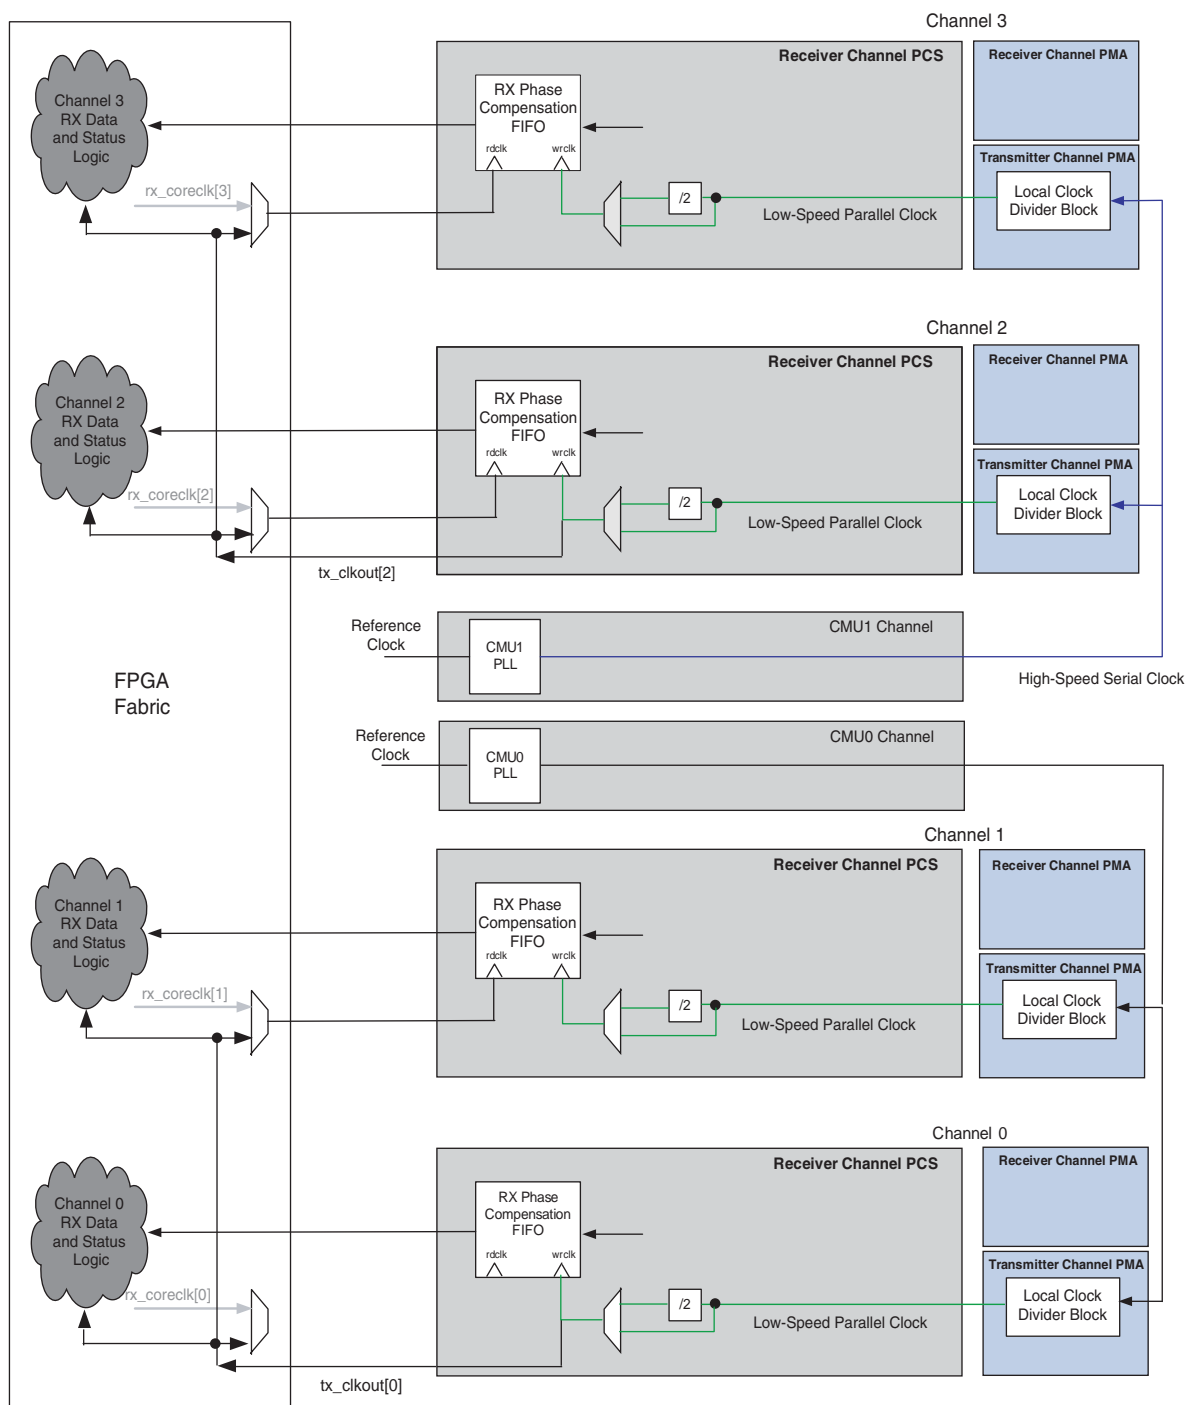 Channel 3
Receiver Channel PCS
Receiver Channel PMA
Channel 3
RX Data
and Status
Logic
RX Phase
Compensation
FIFO
rdclk wrclk
Transmitter Channel PMA
Local Clock
Divider Block
rx_coreclk[3]
/2
Low-Speed Parallel Clock
Channel 2
Receiver Channel PCS
Receiver Channel PMA
Channel 2
RX Data
and Status
Logic
RX Phase
Compensation
FIFO
rdclk wrclk
Transmitter Channel PMA
Local Clock
Divider Block
rx_coreclk[2]
/2
Low-Speed Parallel Clock
tx_clkout[2]
Reference
Clock
CMU1
PLL
CMU1 Channel
High-Speed Serial Clock
FPGA
Fabric
Reference
Clock
CMU0
PLL
CMU0 Channel
Channel 1
Receiver Channel PCS
Receiver Channel PMA
Channel 1
RX Data
and Status
Logic
RX Phase
Compensation
FIFO
rdclk wrclk
Transmitter Channel PMA
Local Clock
Divider Block
rx_coreclk[1]
/2
Low-Speed Parallel Clock
Channel 0
Receiver Channel PCS
Receiver Channel PMA
Channel 0
RX Data
and Status
Logic
RX Phase
Compensation
FIFO
rdclk wrclk
Transmitter Channel PMA
Local Clock
Divider Block
rx_coreclk[0]
/2
Low-Speed Parallel Clock
tx_clkout[0]